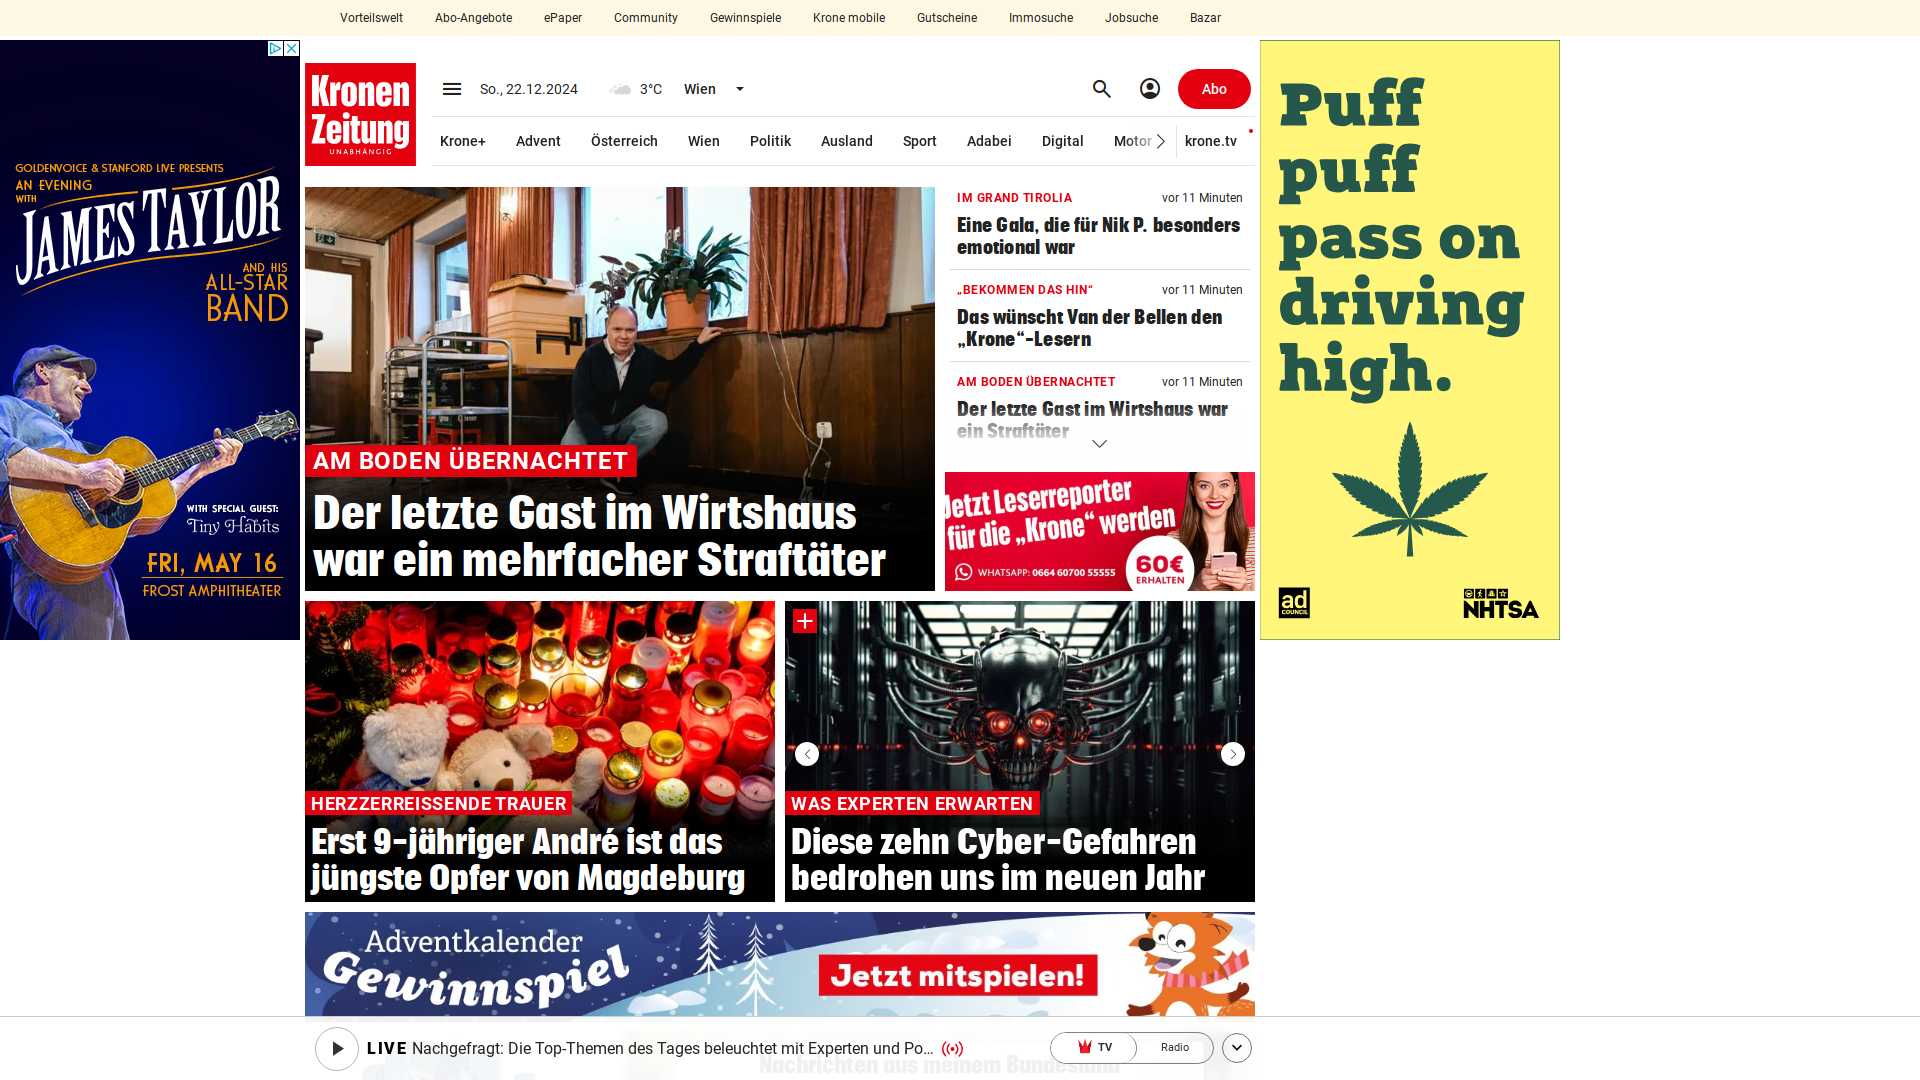 Vorteilswelt
Abo-Angebote
ePaper
Community
Gewinnspiele
Krone mobile
Gutscheine
Immosuche
Jobsuche
Bazar
GOLDENVOICE & STANFORD LIVE PRESENTS
AN EVENING
WITH
JAMES TAYLOR
AND HIS
ALL-STAR
BAND
WITH SPECIAL GUEST:
Tiny Habits
FRI, MAY 16
FROST AMPHITHEATER
Kronen
Zeitung
UNABHÄNGIG
So., 22.12.2024
3°C
Wien
Abo
Krone+
Advent
Österreich
Wien
Politik
Ausland
Sport
Adabei
Digital
Motor
krone.tv
AM BODEN ÜBERNACHTET
Der letzte Gast im Wirtshaus
war ein mehrfacher Straftäter
IM GRAND TIROLIA
vor 11 Minuten
Eine Gala, die für Nik P. besonders
emotional war
„BEKOMMEN DAS HIN“
vor 11 Minuten
Das wünscht Van der Bellen den
„Krone“-Lesern
AM BODEN ÜBERNACHTET
vor 11 Minuten
Der letzte Gast im Wirtshaus war
ein Straftäter
Jetzt Leserreporter
für die „Krone“ werden
WHATSAPP: 0664 60700 55555
60€
ERHALTEN
HERZZERREISSENDE TRAUER
Erst 9-jähriger André ist das
jüngste Opfer von Magdeburg
WAS EXPERTEN ERWARTEN
Diese zehn Cyber-Gefahren
bedrohen uns im neuen Jahr
Adventkalender
Gewinnspiel
Jetzt mitspielen!
LIVE Nachgefragt: Die Top-Themen des Tages beleuchtet mit Experten und Po...
TV
Radio
Nachrichten aus meinem Bundesland
Puff
puff
pass on
driving
high.
ad
COUNCIL
NHTSA